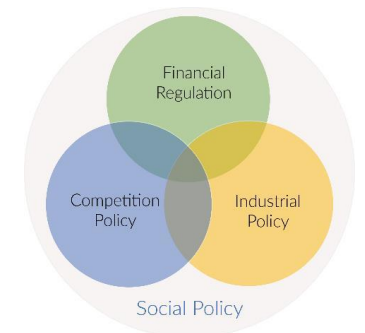 Financial
Regulation
Competition
Policy
Industrial
Policy
Social Policy